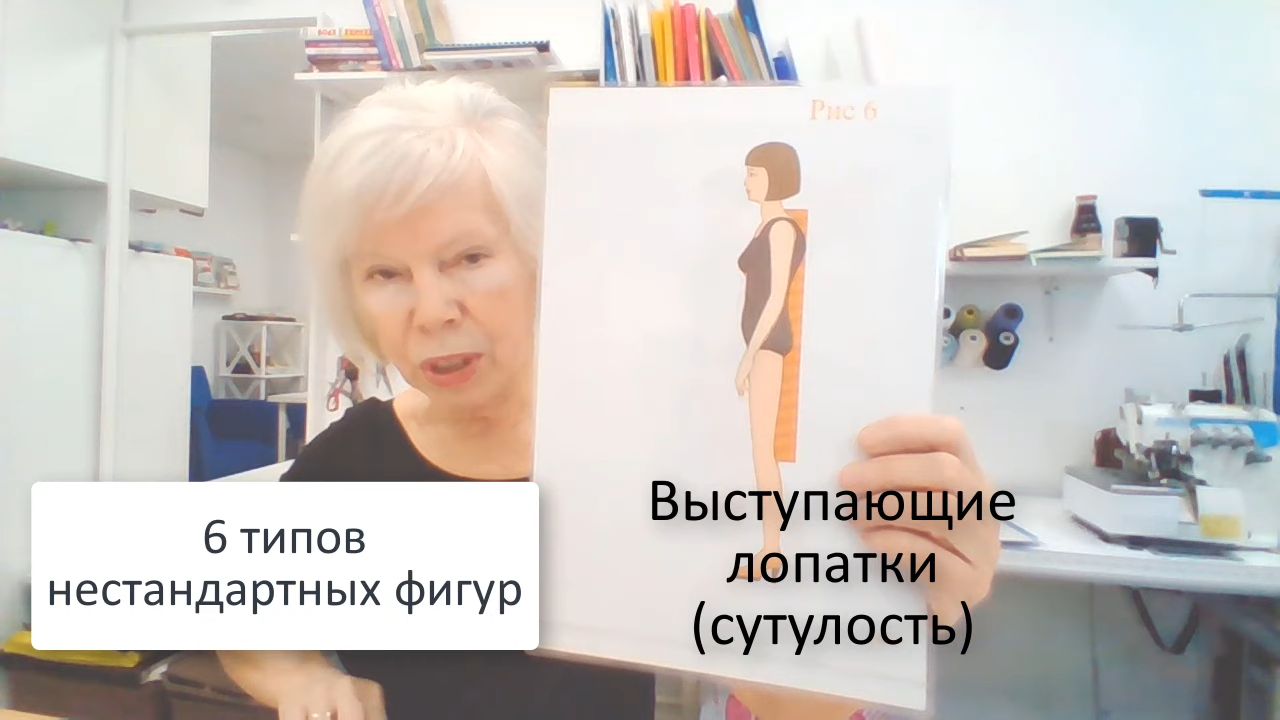 Рис 6
6 типов
нестандартных фигур
Выступающие
лопатки
(сутулость)